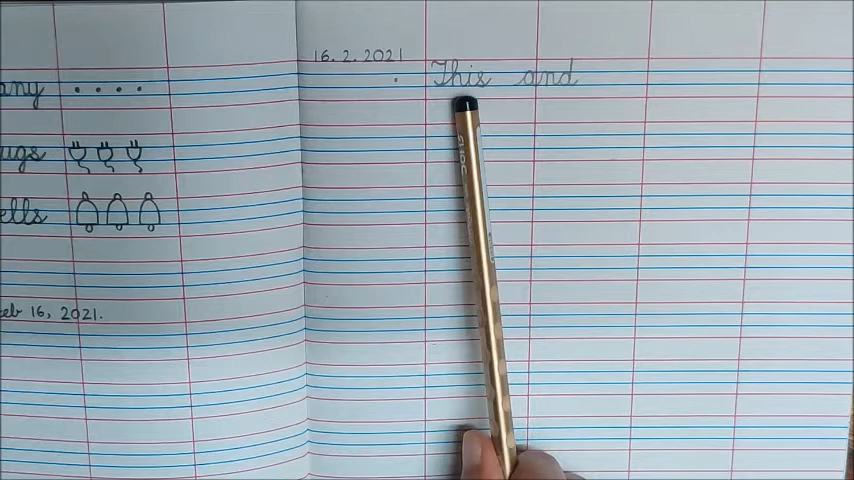 any
ugs
ells
eb 16, 2021.
16.2.2021
This and